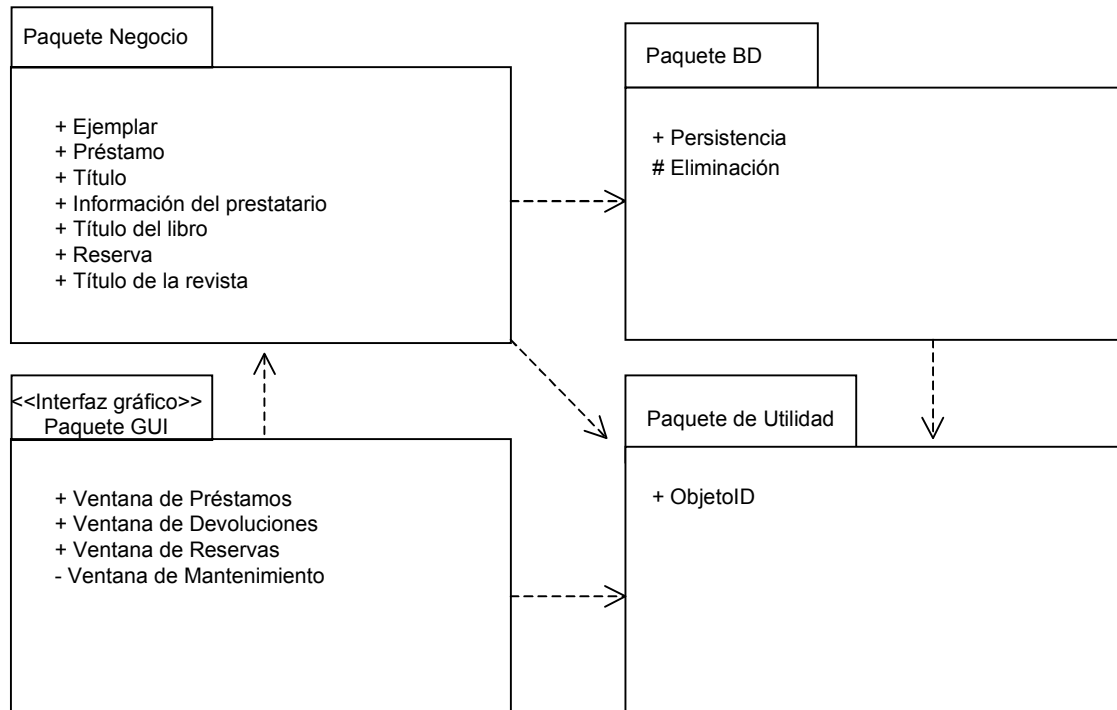 Paquete Negocio
+ Ejemplar
+ Préstamo
+ Título
+ Información del prestatario
+ Título del libro
+ Reserva
+ Título de la revista
Paquete BD
+ Persistencia
# Eliminación
<<Interfaz gráfico>>
Paquete GUI
+ Ventana de Préstamos
+ Ventana de Devoluciones
+ Ventana de Reservas
- Ventana de Mantenimiento
Paquete de Utilidad
+ ObjetoID